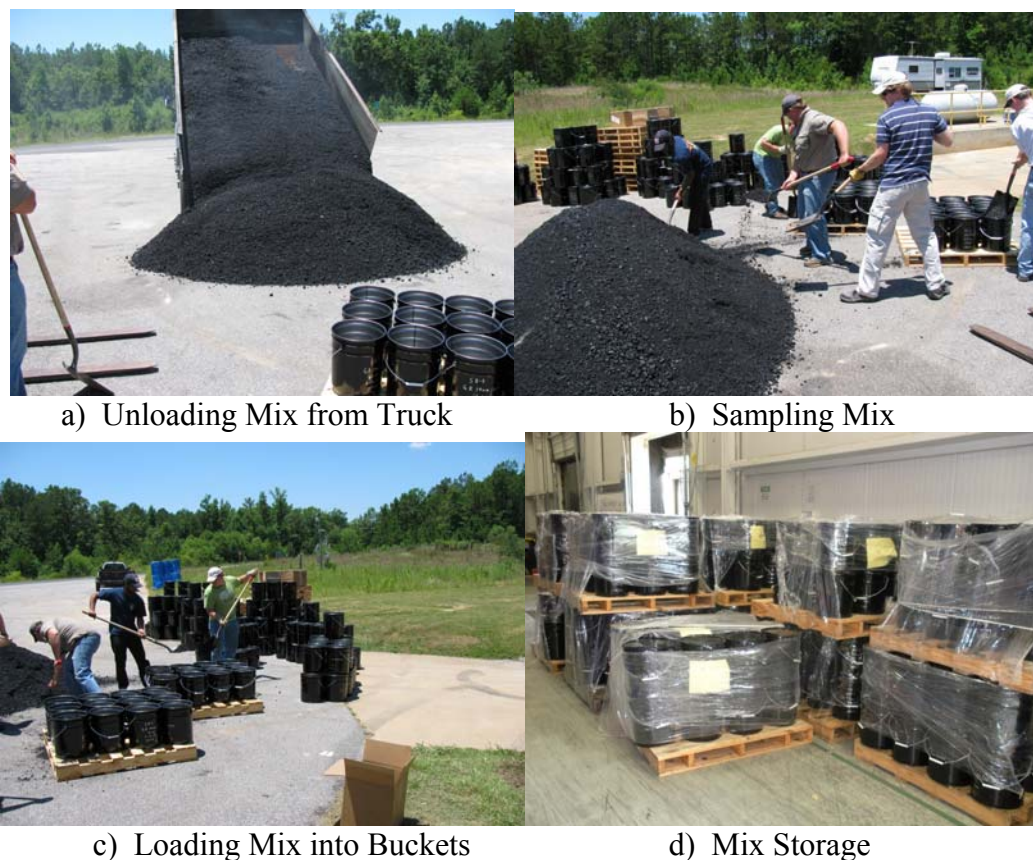 a) Unloading Mix from Truck
b) Sampling Mix
c) Loading Mix into Buckets
d) Mix Storage